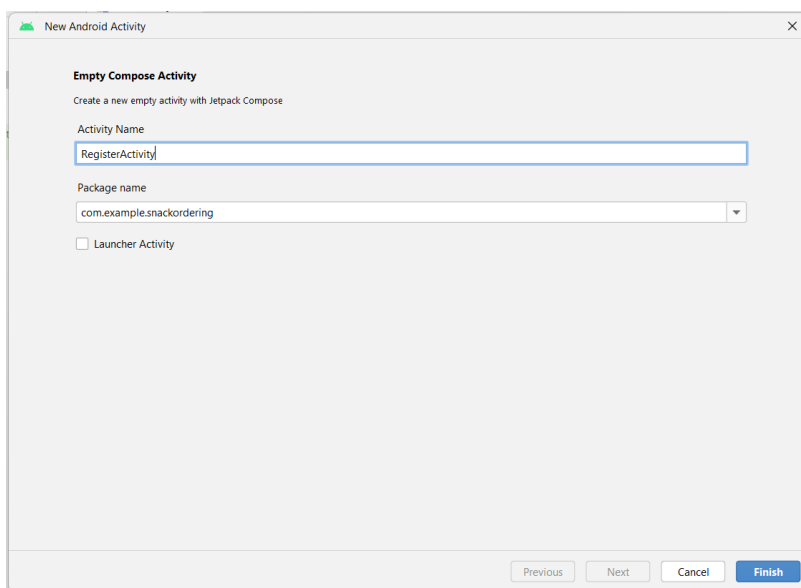 New Android Activity
Empty Compose Activity
Create a new empty activity with Jetpack Compose
Activity Name
RegisterActivity
Package name
com.example.snackordering
Launcher Activity
Previous
Next
Cancel
Finish